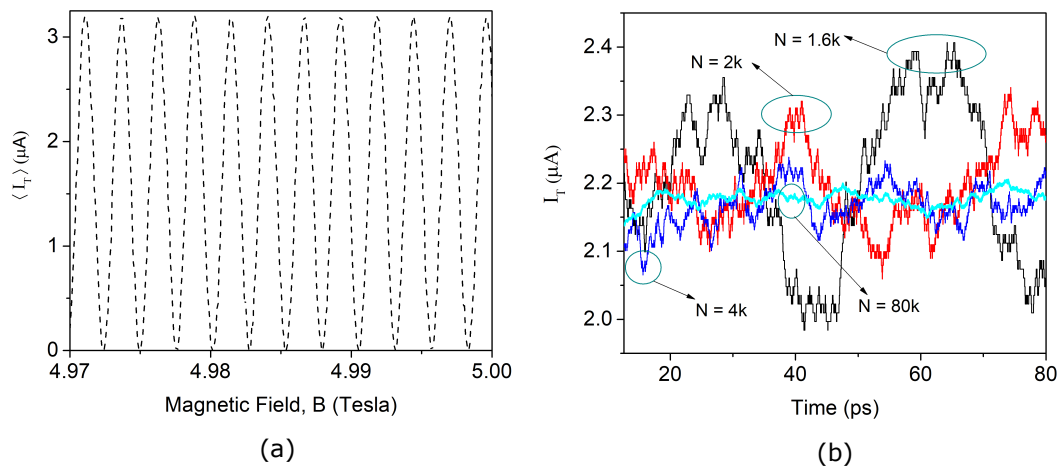 3
2
1
0
⟨ I_T ⟩ (µA)
4.97
4.98
4.99
5.00
Magnetic Field, B (Tesla)
(a)
2.4
2.3
2.2
2.1
2.0
I_T (µA)
N = 1.6k
N = 2k
N = 4k
N = 80k
20
40
60
80
Time (ps)
(b)